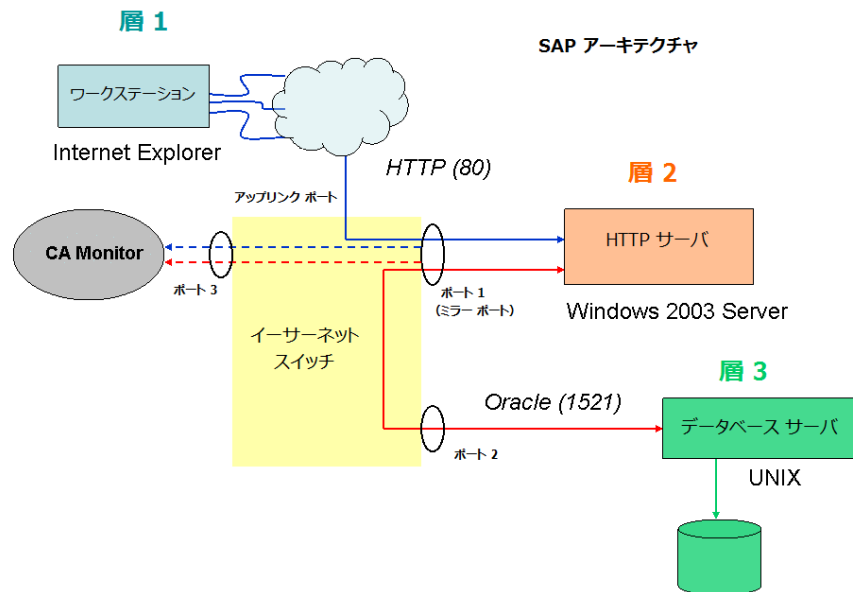 層 1
SAP アーキテクチャ
ワークステーション
Internet Explorer
HTTP (80)
層 2
アップリンク ポート
CA Monitor
HTTP サーバ
ポート 3
ポート 1
(ミラー ポート)
Windows 2003 Server
イーサーネット
スイッチ
層 3
Oracle (1521)
データベース サーバ
ポート 2
UNIX